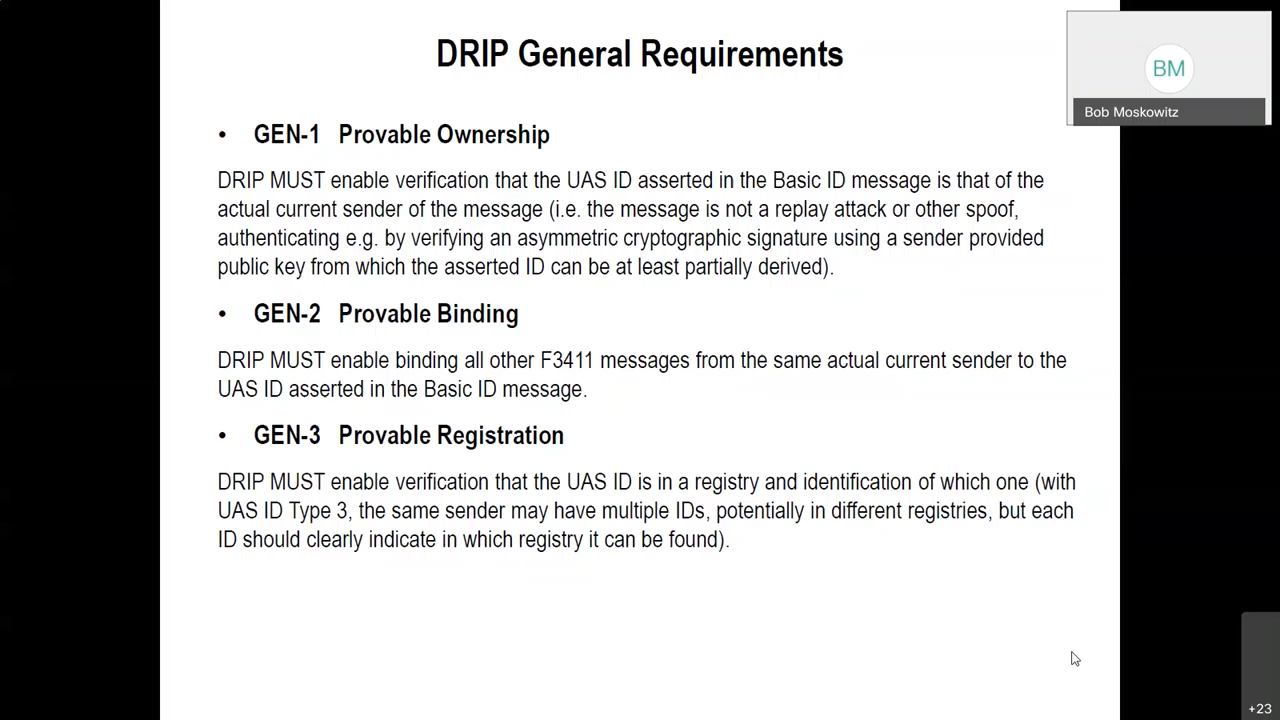 DRIP General Requirements
BM
Bob Moskowitz
• GEN-1 Provable Ownership
DRIP MUST enable verification that the UAS ID asserted in the Basic ID message is that of the
actual current sender of the message (i.e. the message is not a replay attack or other spoof,
authenticating e.g. by verifying an asymmetric cryptographic signature using a sender provided
public key from which the asserted ID can be at least partially derived).
• GEN-2 Provable Binding
DRIP MUST enable binding all other F3411 messages from the same actual current sender to the
UAS ID asserted in the Basic ID message.
• GEN-3 Provable Registration
DRIP MUST enable verification that the UAS ID is in a registry and identification of which one (with
UAS ID Type 3, the same sender may have multiple IDs, potentially in different registries, but each
ID should clearly indicate in which registry it can be found).
+23